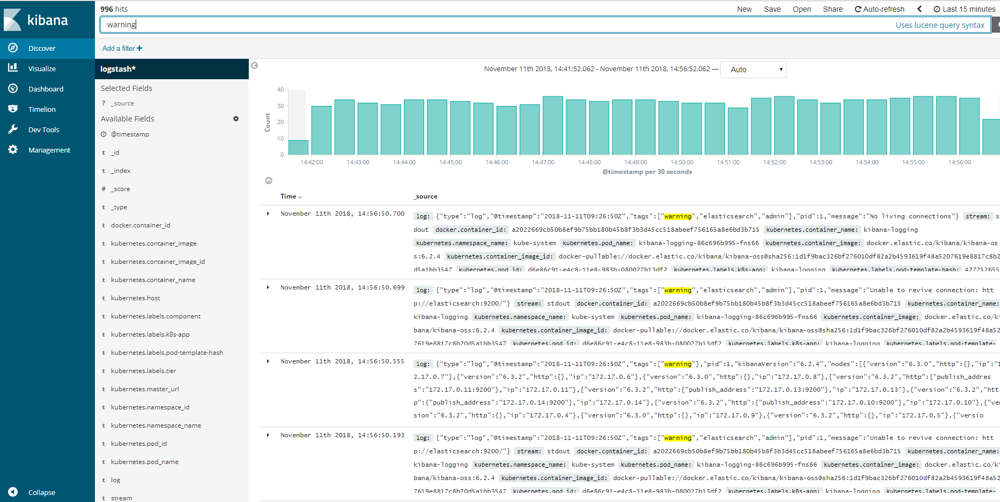 kibana
Discover
Visualize
Dashboard
Timelion
Dev Tools
Management
Collapse
996 hits
New Save Open Share Auto-refresh Last 15 minutes
warning
Uses lucene query syntax
Add a filter +
logstash*
Selected Fields
? _source
Available Fields
@timestamp
t _id
t _index
# _score
t _type
t docker.container_id
t kubernetes.container_image
t kubernetes.container_image_id
t kubernetes.container_name
t kubernetes.host
t kubernetes.labels.component
t kubernetes.labels.k8s-app
t kubernetes.labels.pod-template-hash
t kubernetes.labels.tier
t kubernetes.master_url
t kubernetes.namespace_id
t kubernetes.namespace_name
t kubernetes.pod_id
t kubernetes.pod_name
t log
t stream
November 11th 2018, 14:41:52.062 - November 11th 2018, 14:56:52.062 — Auto
Count
40
30
20
10
0
14:42:00 14:43:00 14:44:00 14:45:00 14:46:00 14:47:00 14:48:00 14:49:00 14:50:00 14:51:00 14:52:00 14:53:00 14:54:00 14:55:00 14:56:00
@timestamp per 30 seconds
Time _source
November 11th 2018, 14:56:50.700
log: {"type":"log","@timestamp":"2018-11-11T09:26:50Z","tags":["warning","elasticsearch","admin"],"pid":1,"message":"No living connections"} stream: s
dout docker.container_id: a2022669cb50b8ef9b75bb180b45b8f3b3d45cc518abeef756165a8e6bd3b715 kubernetes.container_name: kibana-logging
kubernetes.namespace_name: kube-system kubernetes.pod_name: kibana-logging-86c696b995-fns66 kubernetes.container_image: docker.elastic.co/kibana/kibana-os
s:6.2.4 kubernetes.container_image_id: docker-pullable://docker.elastic.co/kibana/kibana-oss@sha256:1d1f9bac326bf276010df82a2b4593619f48a5207619e8817c8b2
d5a1bb3547 kubernetes.pod_id: d6e86c91-e4c8-11e8-983b-080027b13df2 kubernetes.labels.k8s-app: kibana-logging kubernetes.labels.pod-template-hash: 427252655
November 11th 2018, 14:56:50.699
log: {"type":"log","@timestamp":"2018-11-11T09:26:50Z","tags":["warning","elasticsearch","admin"],"pid":1,"message":"Unable to revive connection: htt
p://elasticsearch:9200/"} stream: stdout docker.container_id: a2022669cb50b8ef9b75bb180b45b8f3b3d45cc518abeef756165a8e6bd3b715 kubernetes.container_name:
kibana-logging kubernetes.namespace_name: kube-system kubernetes.pod_name: kibana-logging-86c696b995-fns66 kubernetes.container_image: docker.elastic.co/k
bana/kibana-oss:6.2.4 kubernetes.container_image_id: docker-pullable://docker.elastic.co/kibana/kibana-oss@sha256:1d1f9bac326bf276010df82a2b4593619f48a52
7619e8817c8b20d5a1bb3547 kubernetes.pod_id: d6e86c91-e4c8-11e8-983b-080027b13df2 kubernetes.labels.k8s-app: kibana-logging kubernetes.labels.pod-template-
November 11th 2018, 14:56:50.555
log: {"type":"log","@timestamp":"2018-11-11T09:26:50Z","tags":["warning"],"pid":1,"kibanaVersion":"6.2.4","nodes":[{"version":"6.3.0","http":{},"ip":"1
2.17.0.7"},{"version":"6.3.2","http":{},"ip":"172.17.0.6"},{"version":"6.3.0","http":{},"ip":"172.17.0.8"},{"version":"6.3.2","http":{"publish_addres
s":"172.17.0.11:9200"},"ip":"172.17.0.11"},{"version":"6.3.2","http":{"publish_address":"172.17.0.13:9200"},"ip":"172.17.0.13"},{"version":"6.3.2","htt
p":{"publish_address":"172.17.0.14:9200"},"ip":"172.17.0.14"},{"version":"6.3.2","http":{"publish_address":"172.17.0.10:9200"},"ip":"172.17.0.10"},{"ve
sion":"6.3.2","http":{},"ip":"172.17.0.4"},{"version":"6.3.0","http":{},"ip":"172.17.0.9"},{"version":"6.3.2","http":{},"ip":"172.17.0.5"},{"versio
November 11th 2018, 14:56:50.193
log: {"type":"log","@timestamp":"2018-11-11T09:26:50Z","tags":["warning","elasticsearch","admin"],"pid":1,"message":"Unable to revive connection: htt
p://elasticsearch:9200/"} stream: stdout docker.container_id: a2022669cb50b8ef9b75bb180b45b8f3b3d45cc518abeef756165a8e6bd3b715 kubernetes.container_name:
kibana-logging kubernetes.namespace_name: kube-system kubernetes.pod_name: kibana-logging-86c696b995-fns66 kubernetes.container_image: docker.elastic.co/k
bana/kibana-oss:6.2.4 kubernetes.container_image_id: docker-pullable://docker.elastic.co/kibana/kibana-oss@sha256:1d1f9bac326bf276010df82a2b4593619f48a52
7619e8817c8b20d5a1bb3547 kubernetes.pod_id: d6e86c91-e4c8-11e8-983b-080027b13df2 kubernetes.labels.k8s-app: kibana-logging kubernetes.labels.pod-template-